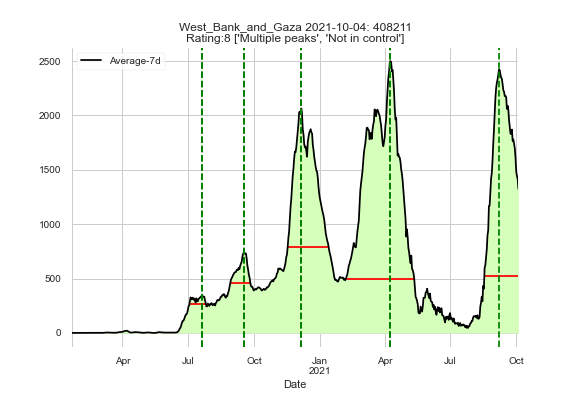 West_Bank_and_Gaza 2021-10-04: 408211
Rating:8 ['Multiple peaks', 'Not in control']
Average-7d
2500
2000
1500
1000
500
0
Apr Jul Oct Jan Apr Jul Oct
2021
Date